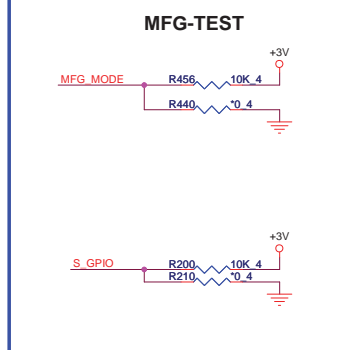 MFG-TEST
+3V
MFG_MODE R456 10K_4
R440 *0_4
+3V
S_GPIO R200 10K_4
R210 *0_4